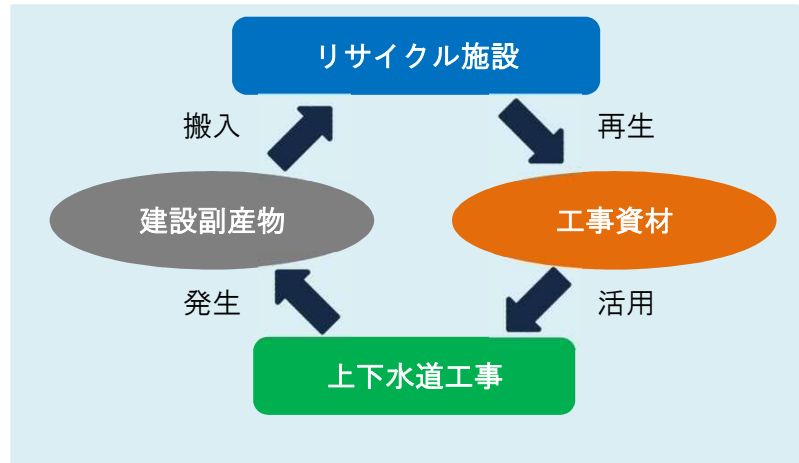 リサイクル施設
搬入
再生
建設副産物
工事資材
発生
活用
上下水道工事